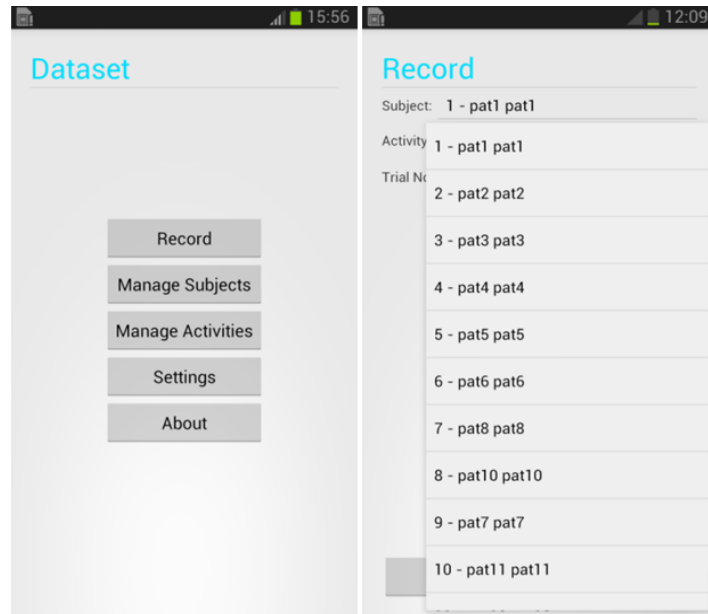 15:56
Dataset
Record
Manage Subjects
Manage Activities
Settings
About
12:09
Record
Subject: 1 - pat1 pat1
Activity
Trial No
1 - pat1 pat1
2 - pat2 pat2
3 - pat3 pat3
4 - pat4 pat4
5 - pat5 pat5
6 - pat6 pat6
7 - pat8 pat8
8 - pat10 pat10
9 - pat7 pat7
10 - pat11 pat11